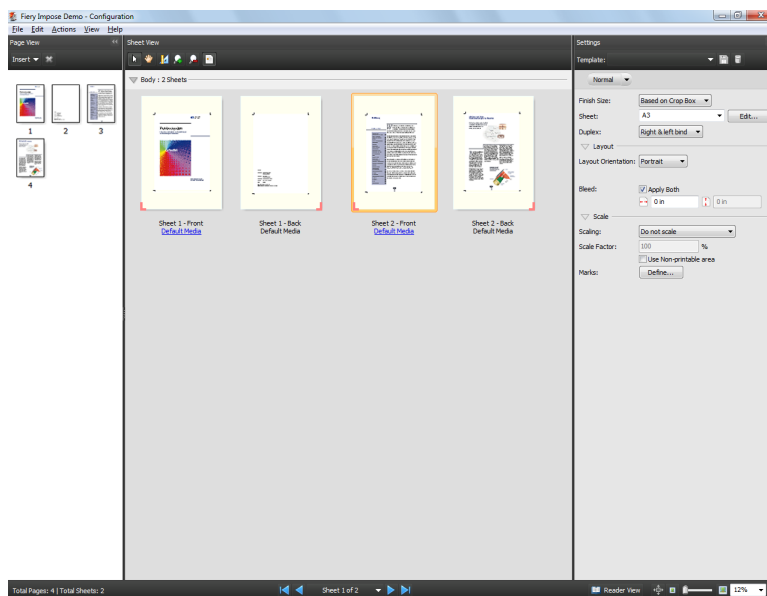 Fiery Impose Demo - Configuration
File Edit Actions View Help
Page View
Sheet View
Settings
Insert
Template:
Body : 2 Sheets
Normal
1
2
3
4
Finish Size: Based on Crop Box
Sheet: A3 Edit...
Duplex: Right & left bind
Layout
Layout Orientation: Portrait
Bleed: Apply Both
0 in 0 in
Scale
Scaling: Do not scale
Scale Factor: 100 %
Use Non-printable area
Marks: Define...
Sheet 1 - Front
Default Media
Sheet 1 - Back
Default Media
Sheet 2 - Front
Default Media
Sheet 2 - Back
Default Media
Total Pages: 4 | Total Sheets: 2
Sheet 1 of 2
Reader View
12%